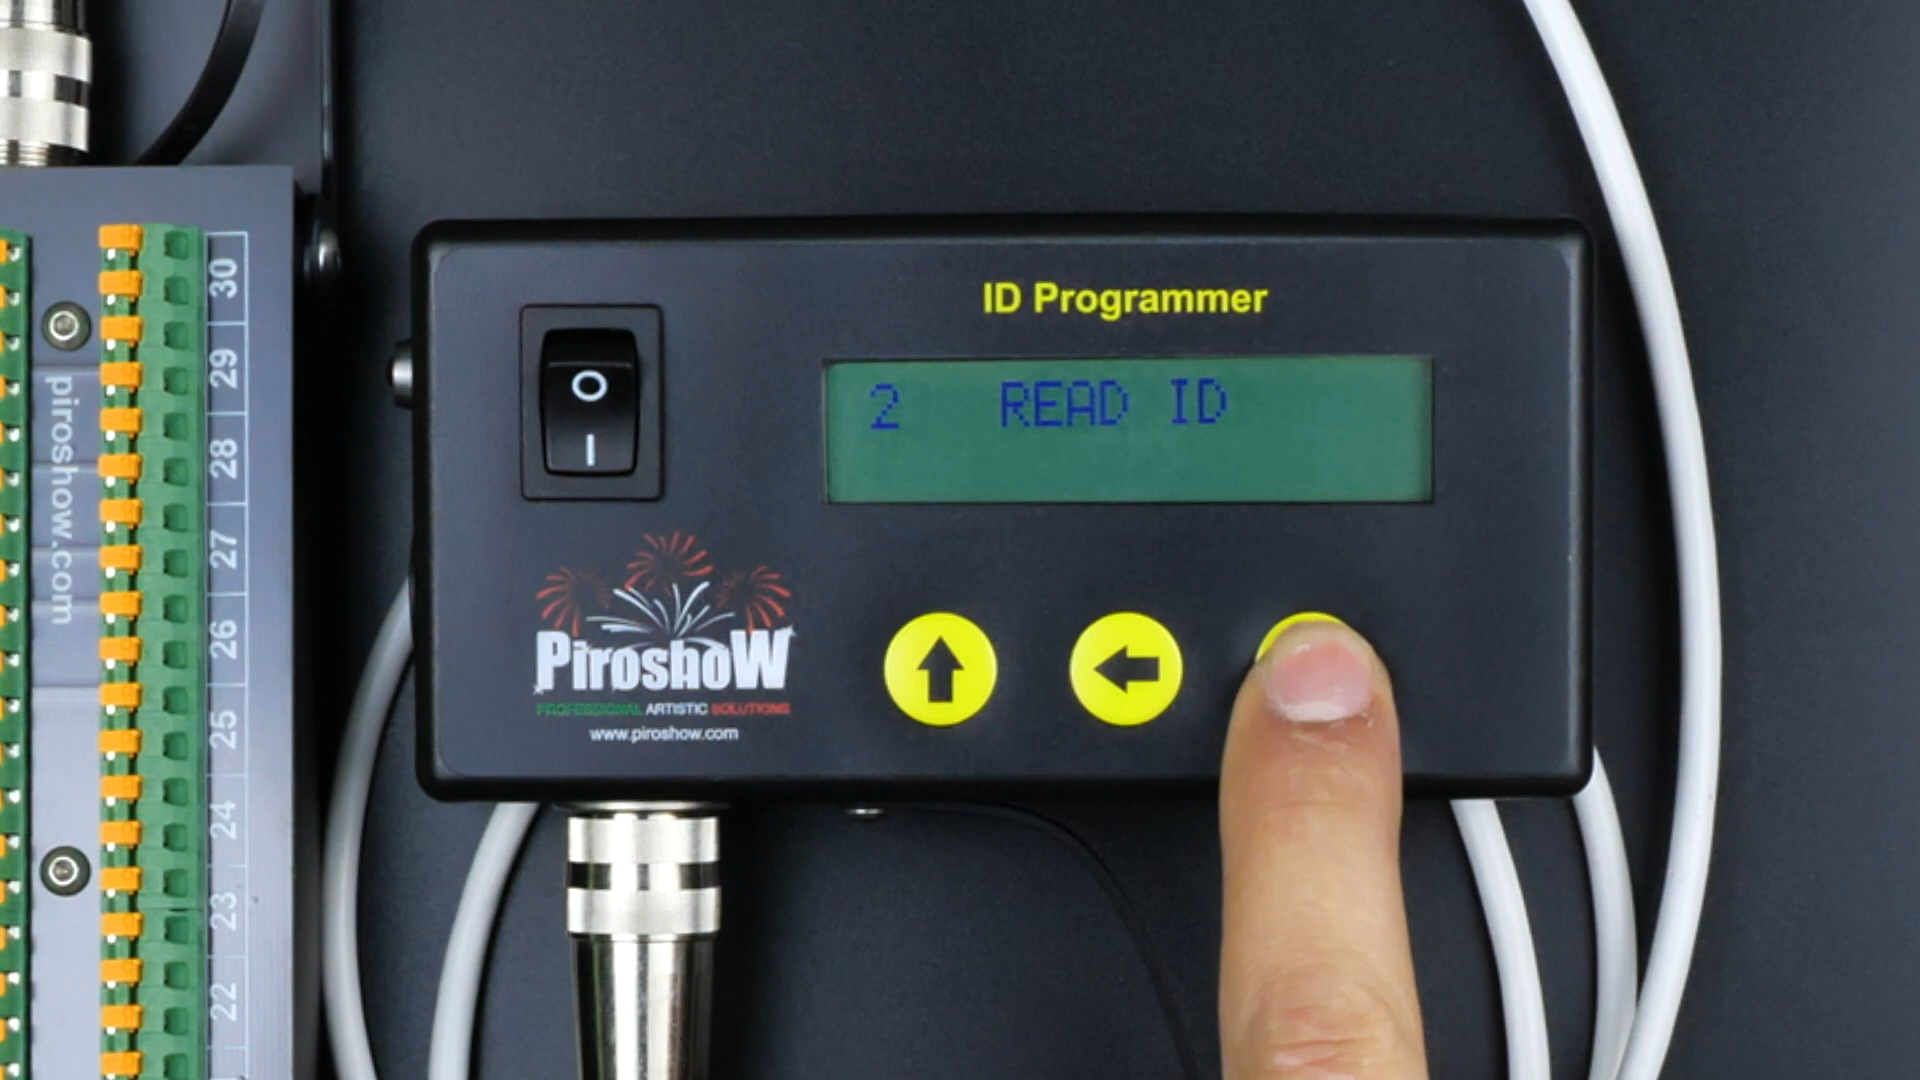 ID Programmer
2 READ ID
O
I
PiroshoW
PROFESSIONAL ARTISTIC SOLUTIONS
www.piroshow.com
piroshow.com
30
29
28
27
26
25
24
23
22